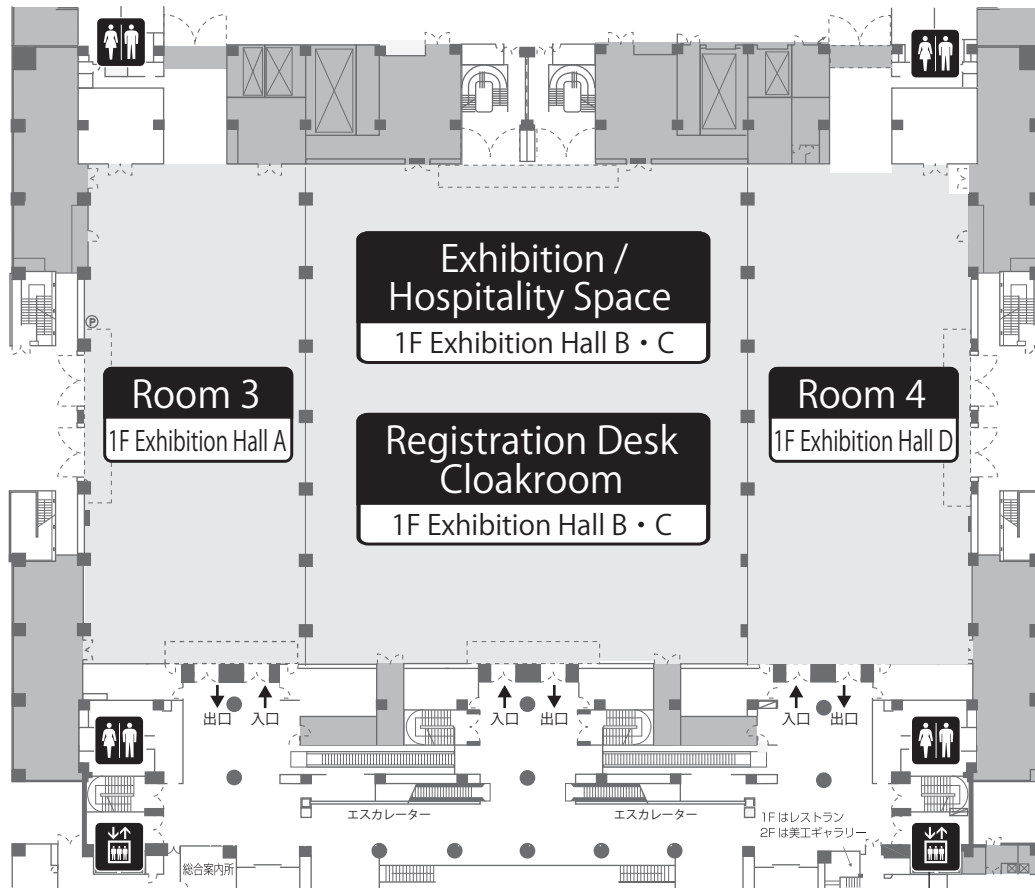 Exhibition /
Hospitality Space
1F Exhibition Hall B・C
Ⓟ
Room 3
1F Exhibition Hall A
Room 4
1F Exhibition Hall D
Registration Desk
Cloakroom
1F Exhibition Hall B・C
出口
入口
入口
出口
入口
出口
エスカレーター
エスカレーター
1Fはレストラン
2Fは美工ギャラリー
総合案内所